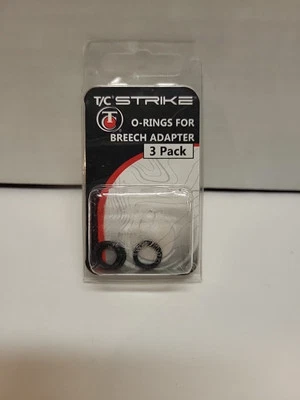 T/C STRIKE
O-RINGS FOR
BREECH ADAPTER
3 Pack